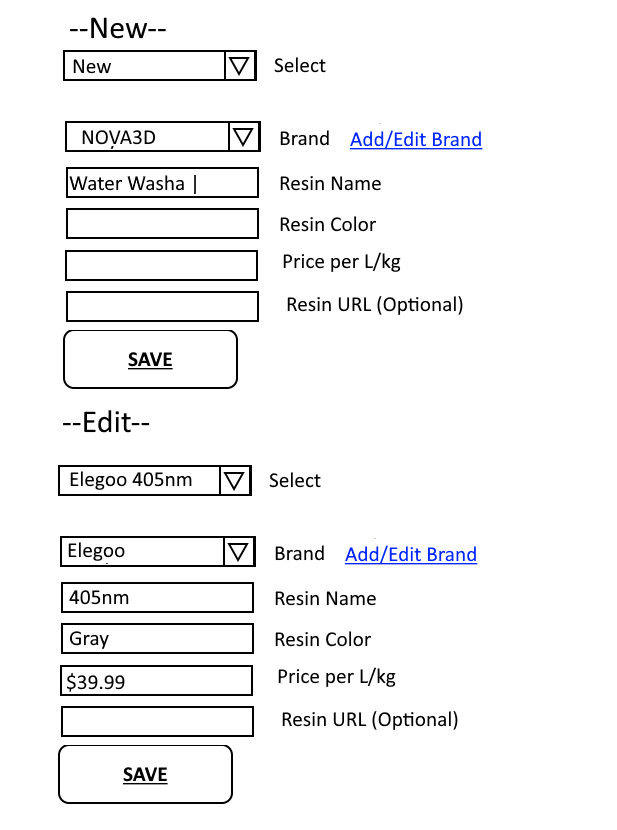 --New--
New Select
NOVA3D Brand Add/Edit Brand
Water Washa | Resin Name
Resin Color
Price per L/kg
Resin URL (Optional)
SAVE
--Edit--
Elegoo 405nm Select
Elegoo Brand Add/Edit Brand
405nm Resin Name
Gray Resin Color
$39.99 Price per L/kg
Resin URL (Optional)
SAVE